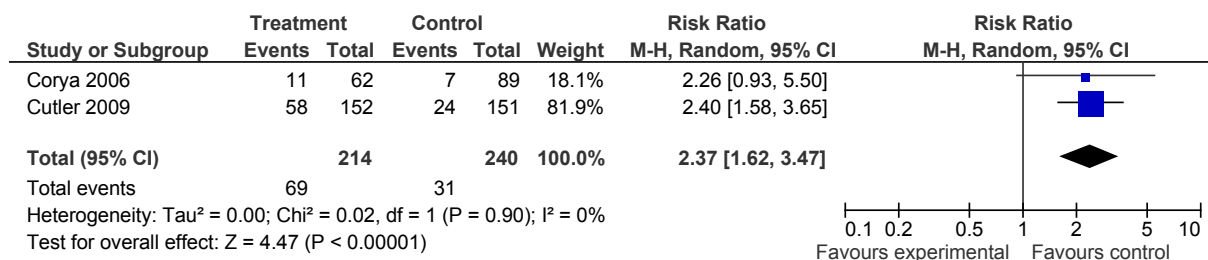 Treatment Control Risk Ratio Risk Ratio
Study or Subgroup Events Total Events Total Weight M-H, Random, 95% CI M-H, Random, 95% CI
Corya 2006 11 62 7 89 18.1% 2.26 [0.93, 5.50]
Cutler 2009 58 152 24 151 81.9% 2.40 [1.58, 3.65]
Total (95% CI) 214 240 100.0% 2.37 [1.62, 3.47]
Total events 69 31
Heterogeneity: Tau² = 0.00; Chi² = 0.02, df = 1 (P = 0.90); I² = 0%
Test for overall effect: Z = 4.47 (P < 0.00001)
0.1 0.2 0.5 1 2 5 10
Favours experimental Favours control